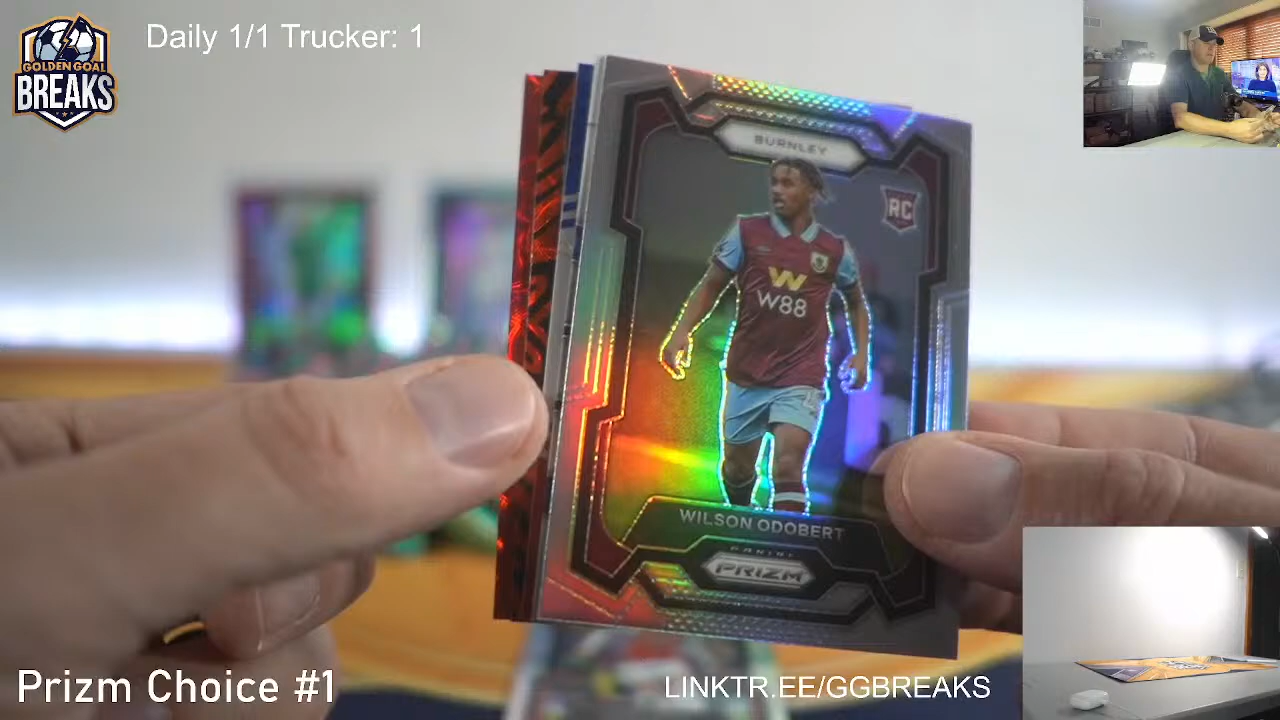 GOLDEN GOAL
BREAKS
Daily 1/1 Trucker: 1
BURNLEY
RC
W88
WILSON ODOBERT
PANINI
PRIZM
Prizm Choice #1
LINKTR.EE/GGBREAKS